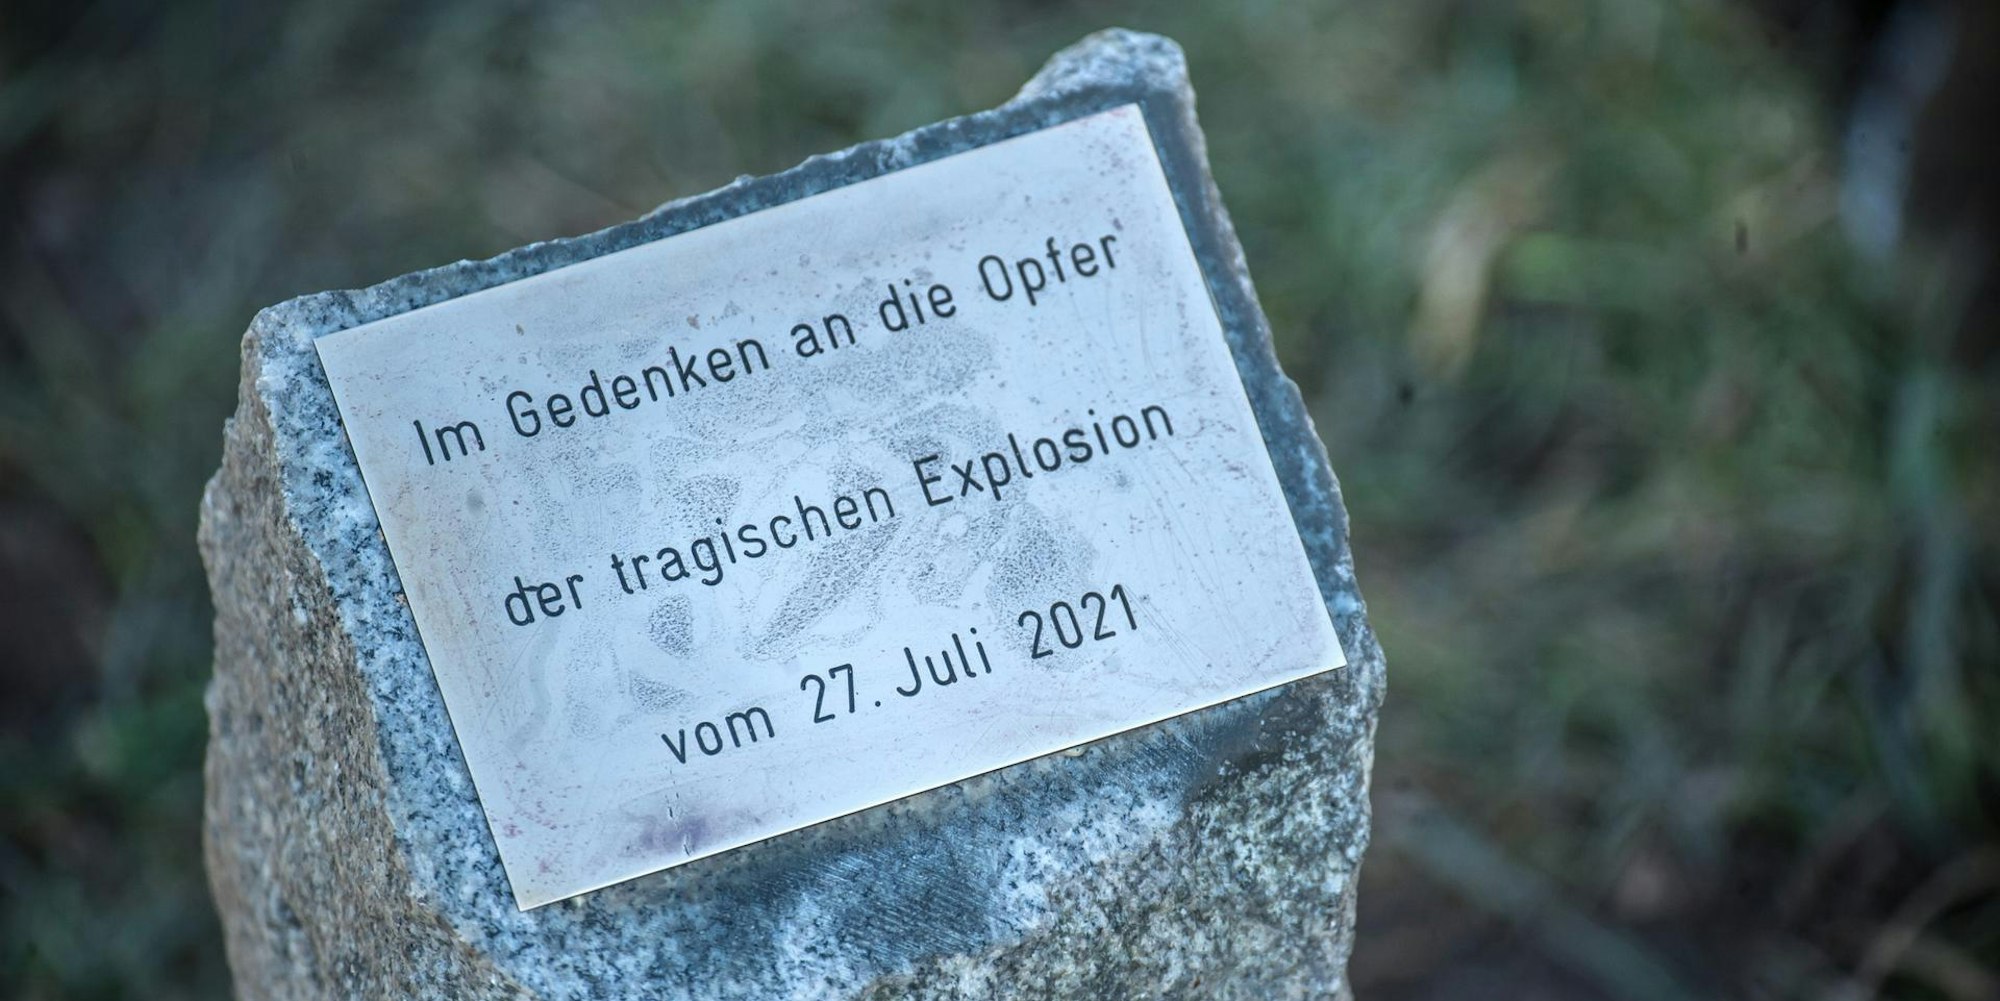 Im Gedenken an die Opfer
der tragischen Explosion
vom 27. Juli 2021